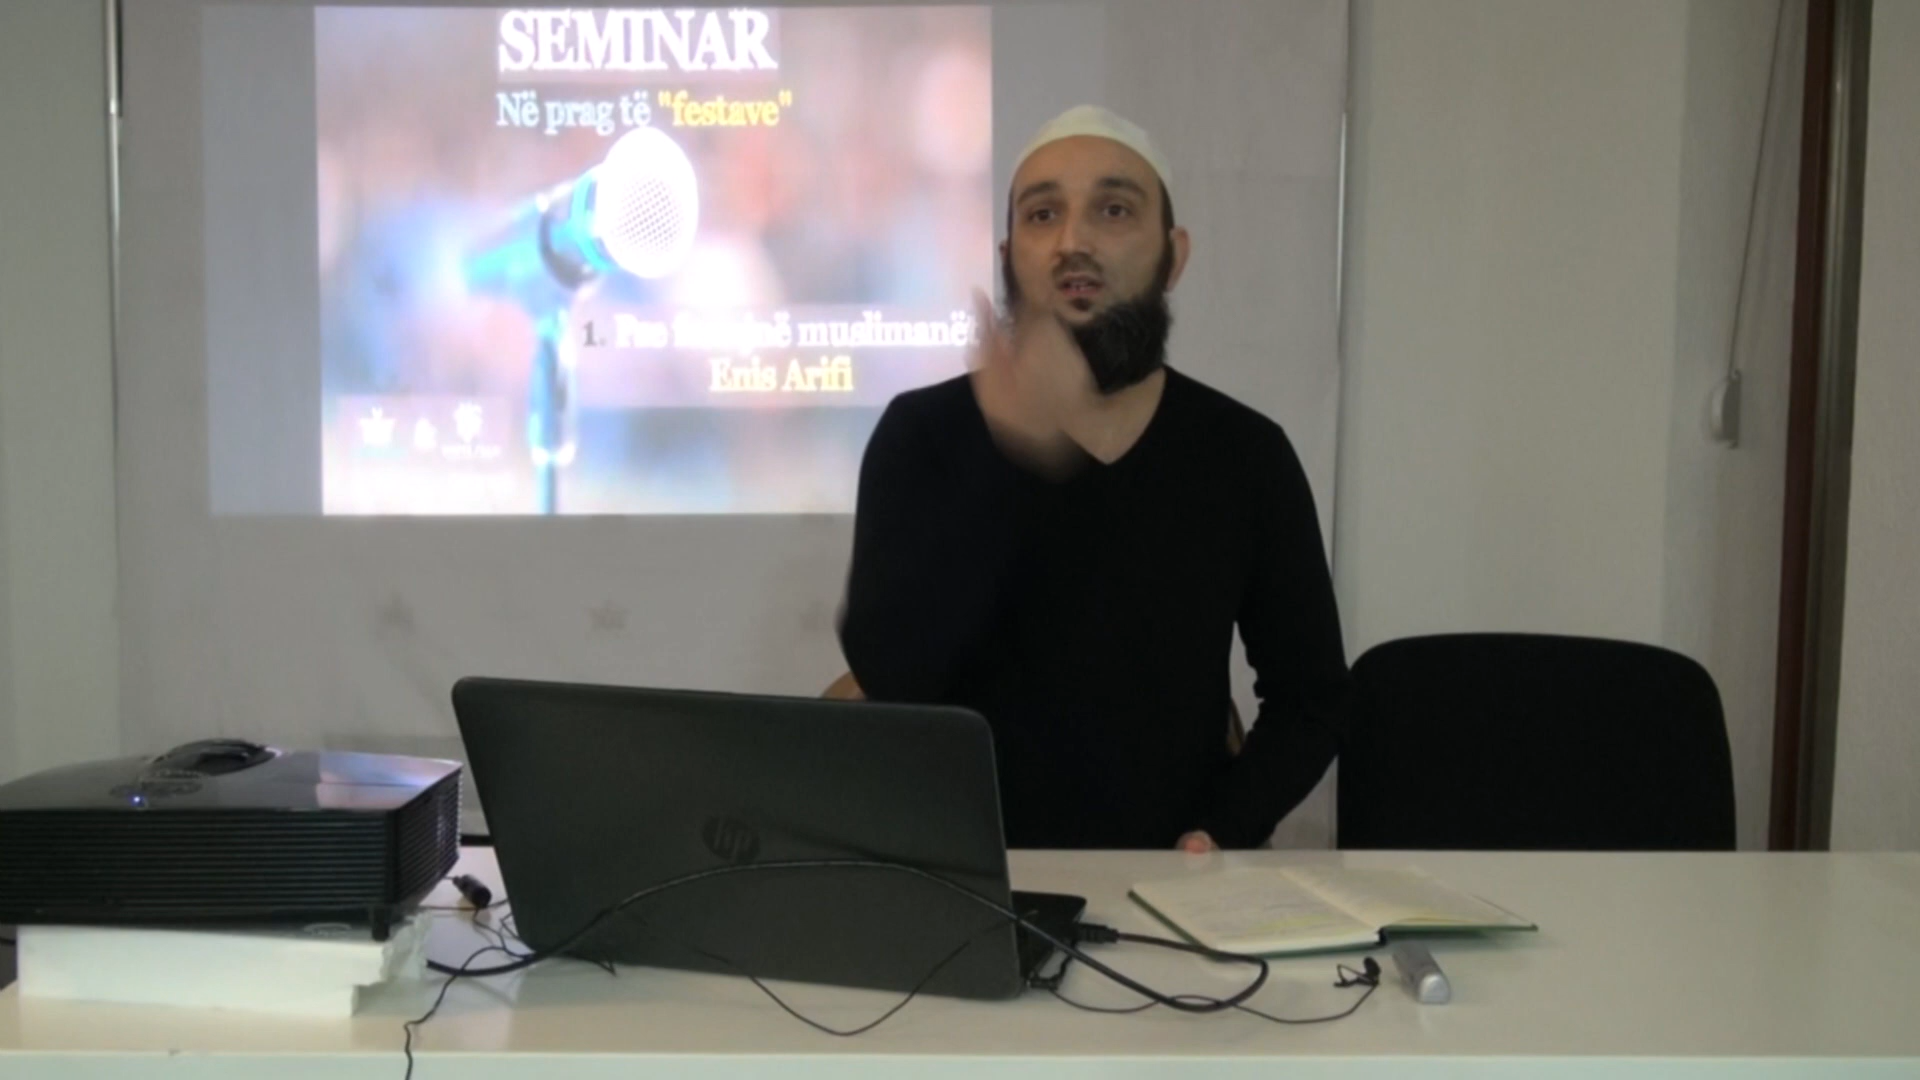 SEMINAR
Në prag të "festave"
1. muslimanët
Enis Arifi
hp